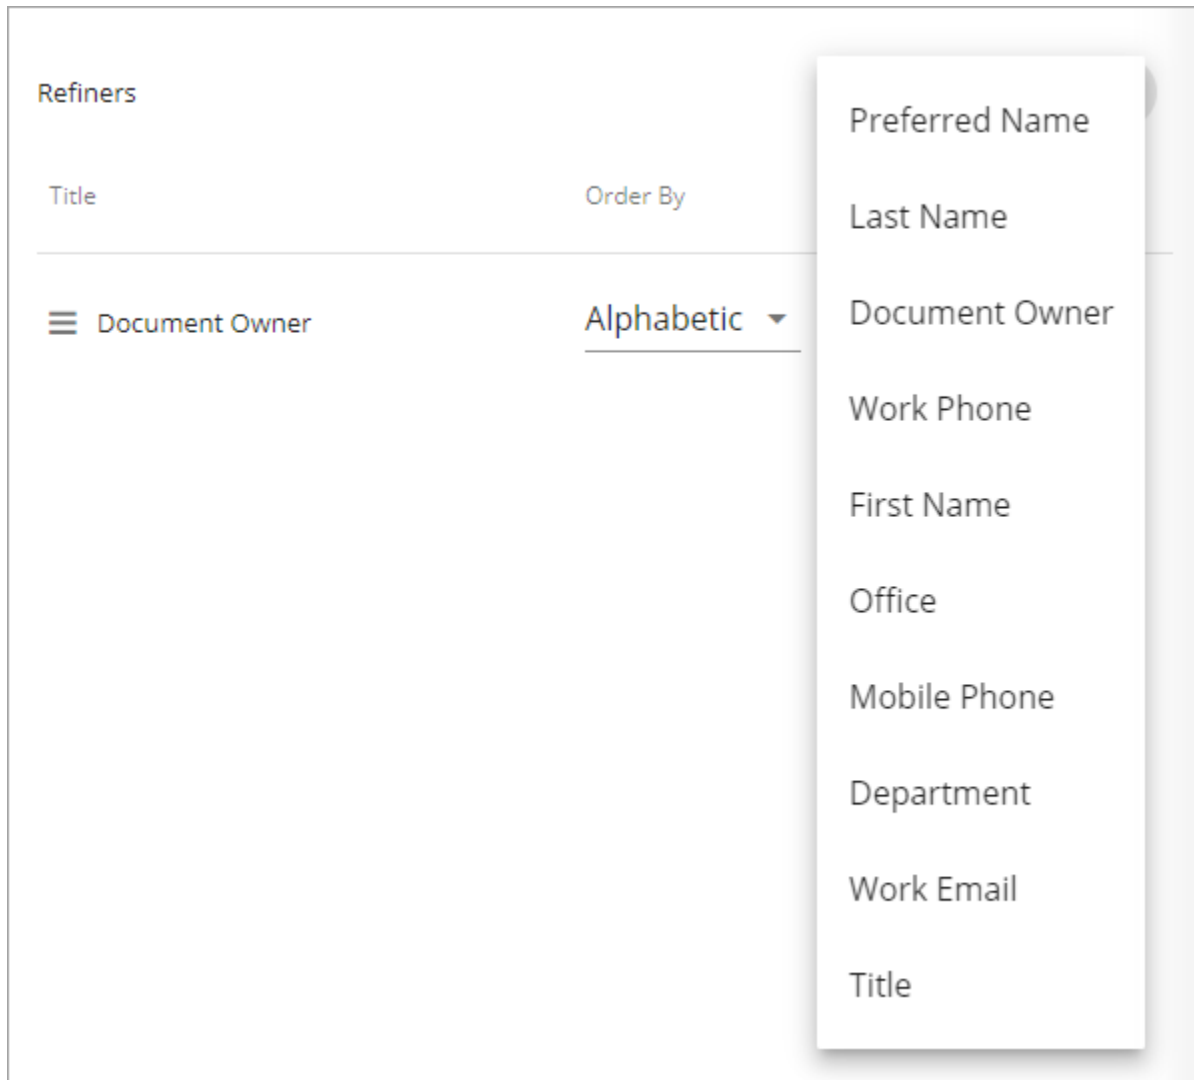 Refiners
Title
Order By
Document Owner
Alphabetic
Preferred Name
Last Name
Document Owner
Work Phone
First Name
Office
Mobile Phone
Department
Work Email
Title